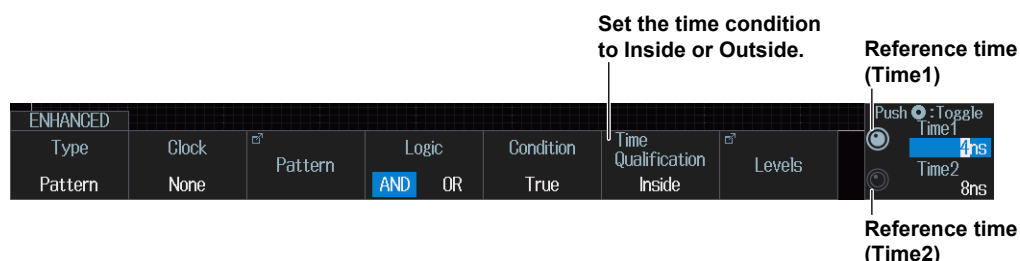 Set the time condition
to Inside or Outside.
Reference time
(Time1)
ENHANCED
Type
Pattern
Clock
None
Pattern
Logic
AND OR
Condition
True
Time
Qualification
Inside
Levels
Push :Toggle
Time1
4ns
Time2
8ns
Reference time
(Time2)